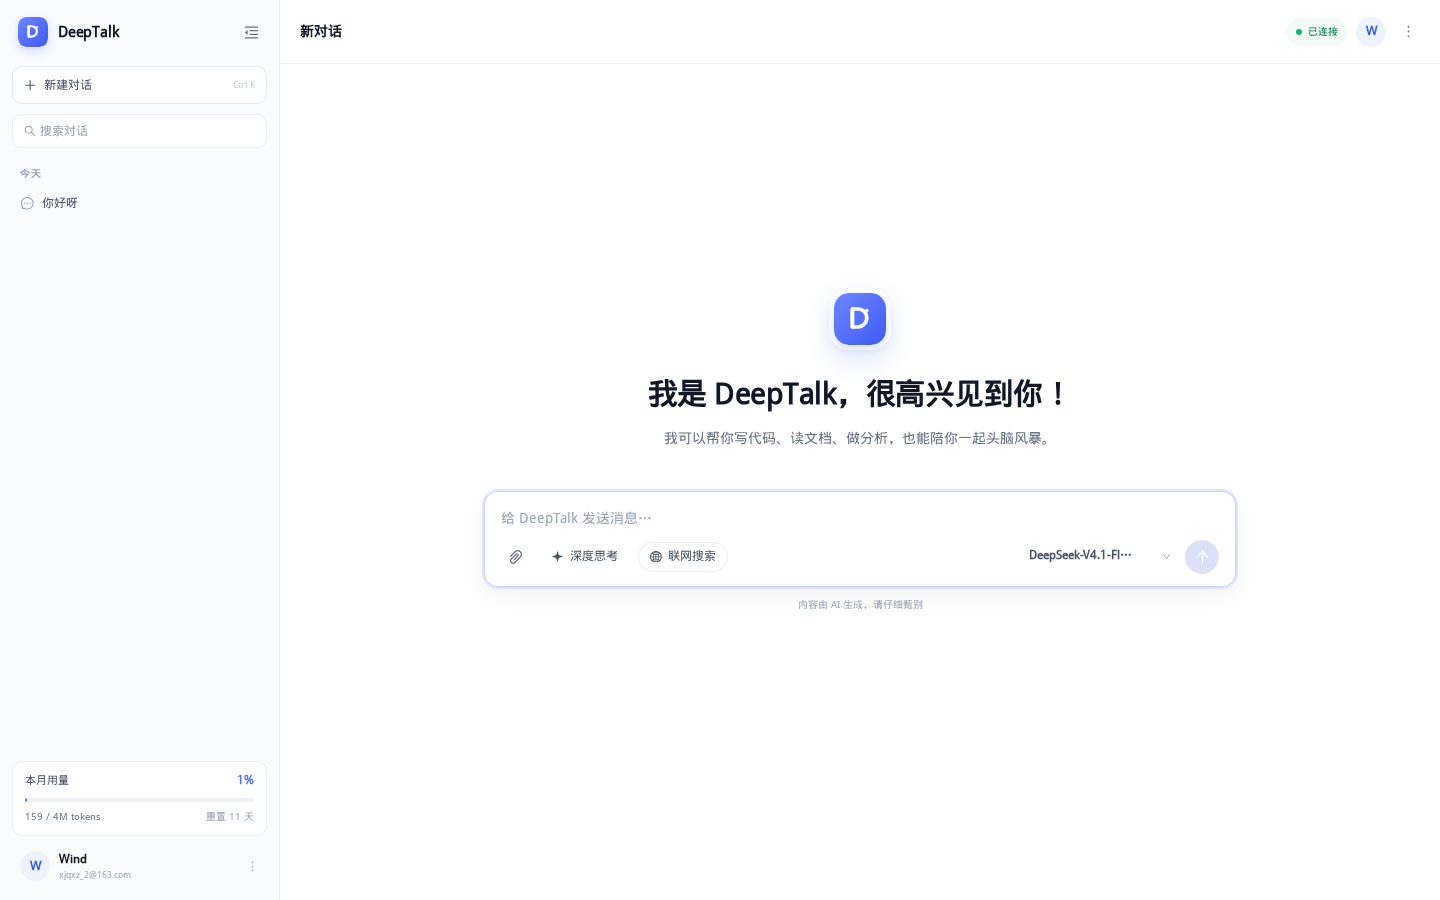 DeepTalk
新建对话 Ctrl K
搜索对话
今天
你好呀
本月用量 1%
159 / 4M tokens 重置 11 天
W
Wind
xjqxz_2@163.com
新对话
已连接 W
D
我是 DeepTalk，很高兴见到你！
我可以帮你写代码、读文档、做分析，也能陪你一起头脑风暴。
给 DeepTalk 发送消息…
深度思考 联网搜索 DeepSeek-V4.1-Fl…
内容由 AI 生成，请仔细甄别